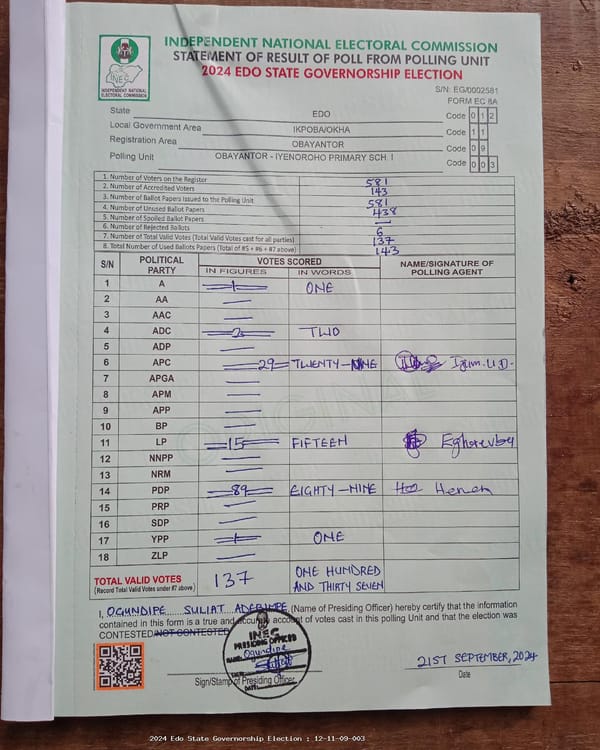 INDEPENDENT NATIONAL ELECTORAL COMMISSION
STATEMENT OF RESULT OF POLL FROM POLLING UNIT
2024 EDO STATE GOVERNORSHIP ELECTION
INEC
INDEPENDENT NATIONAL ELECTORAL COMMISSION
S/N: EG/0002581
FORM EC 8A
State EDO Code 0 1 2
Local Government Area IKPOBA/OKHA Code 1 1
Registration Area OBAYANTOR Code 0 9
Polling Unit OBAYANTOR - IYENOROHO PRIMARY SCH. I Code 0 0 3
1. Number of Voters on the Register 581
2. Number of Accredited Voters 143
3. Number of Ballot Papers Issued to the Polling Unit 581
4. Number of Unused Ballot Papers 438
5. Number of Spoiled Ballot Papers —
6. Number of Rejected Ballots 6
7. Number of Total Valid Votes (Total Valid Votes cast for all parties) 137
8. Total Number of Used Ballots Papers (Total of #5 + #6 + #7 above) 143
S/N POLITICAL PARTY VOTES SCORED NAME/SIGNATURE OF POLLING AGENT
IN FIGURES IN WORDS
1 A 1 ONE
2 AA —
3 AAC —
4 ADC 2 TWO
5 ADP —
6 APC 29 TWENTY-NINE
7 APGA —
8 APM —
9 APP —
10 BP —
11 LP 15 FIFTEEN
12 NNPP —
13 NRM —
14 PDP 89 EIGHTY-NINE
15 PRP —
16 SDP —
17 YPP 1 ONE
18 ZLP —
TOTAL VALID VOTES 137 ONE HUNDRED
(Record Total Valid Votes under #7 above) AND THIRTY SEVEN
I, OGUNDIPE SULIAT ADEBIMPE (Name of Presiding Officer) hereby certify that the information
contained in this form is a true and accurate account of votes cast in this polling Unit and that the election was
CONTESTED/NOT CONTESTED
INEC
PRESIDING OFFICER
NAME: Ogundipe
DATE:
Sign/Stamp of Presiding Officer
21ST SEPTEMBER, 2024
Date
2024 Edo State Governorship Election : 12-11-09-003